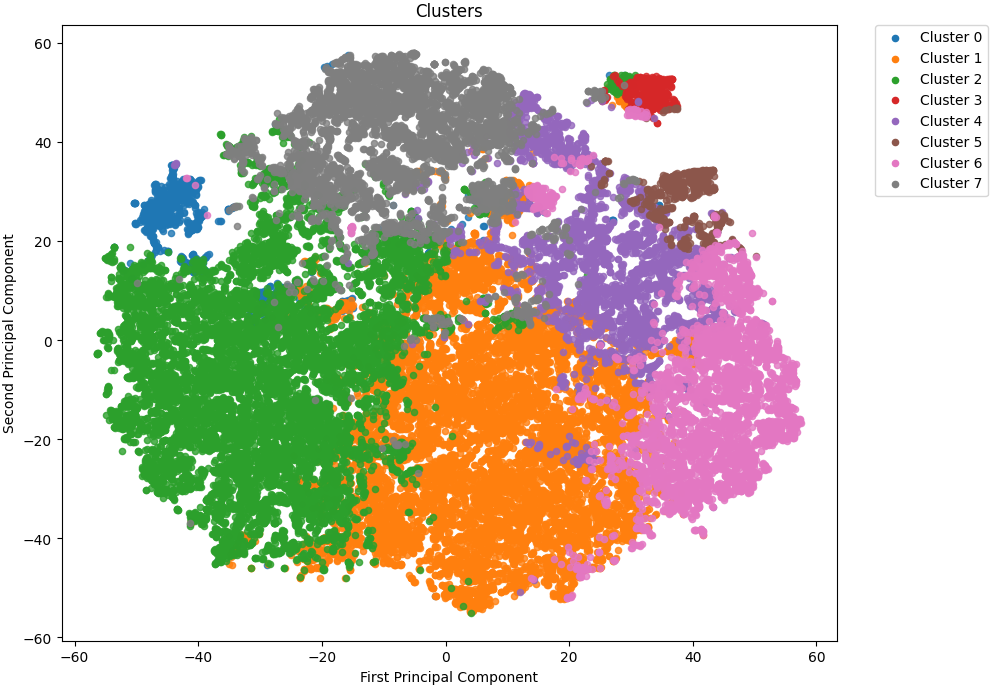 Clusters
Second Principal Component
60
40
20
0
−20
−40
−60
−60
−40
−20
0
20
40
60
First Principal Component
Cluster 0
Cluster 1
Cluster 2
Cluster 3
Cluster 4
Cluster 5
Cluster 6
Cluster 7